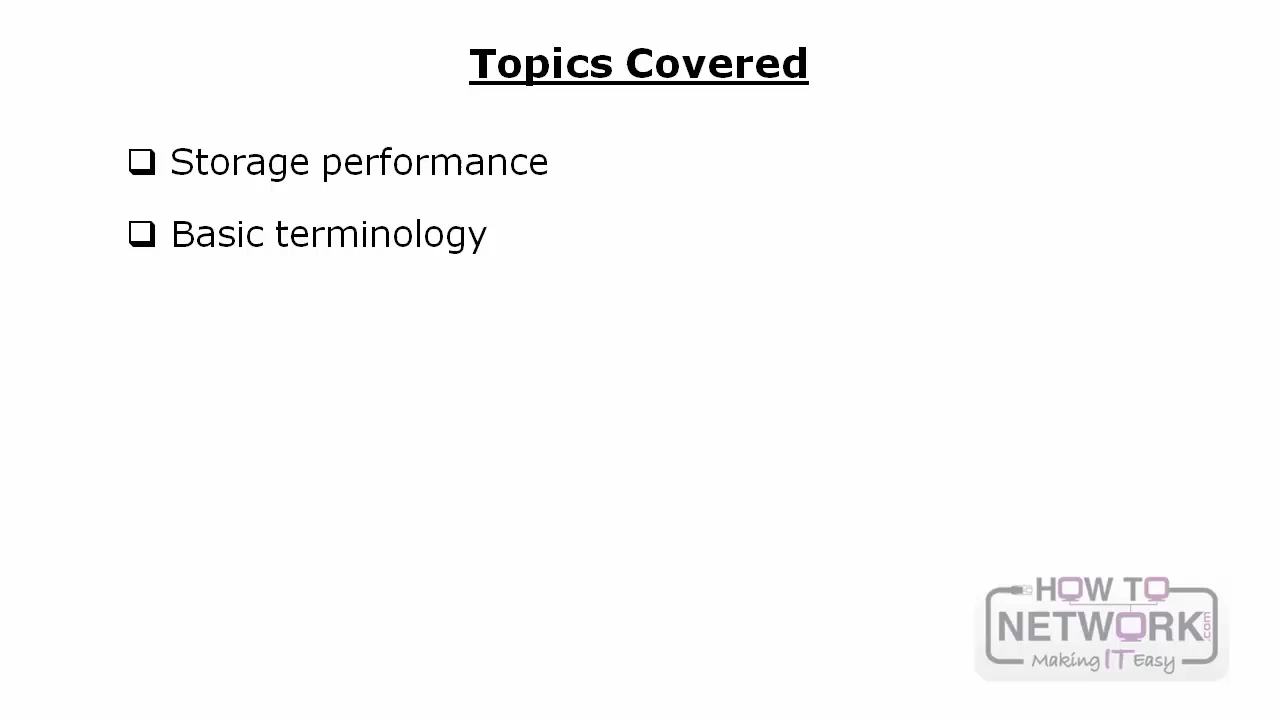 Topics Covered
Storage performance
Basic terminology
HOW TO
NETWORK.com
Making IT Easy